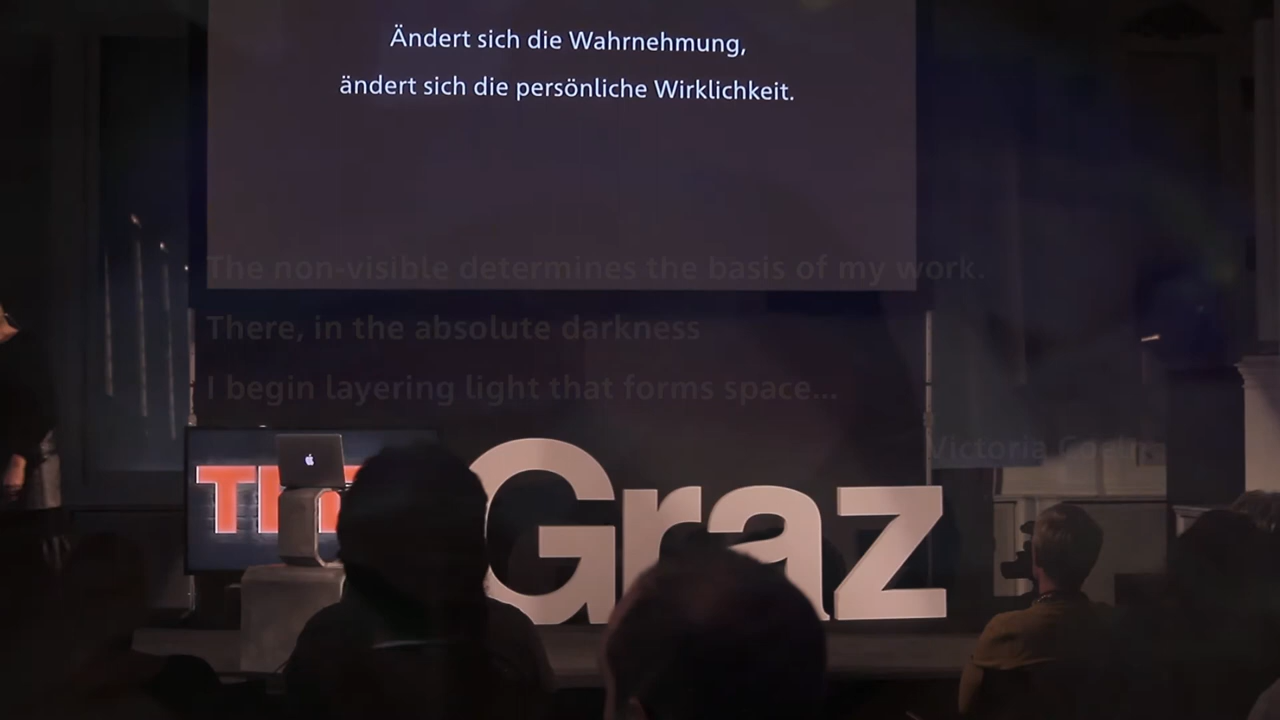 Ändert sich die Wahrnehmung,
ändert sich die persönliche Wirklichkeit.
The non-visible determines the basis of my work.
There, in the absolute darkness
I begin layering light that forms space...
Victoria
Graz